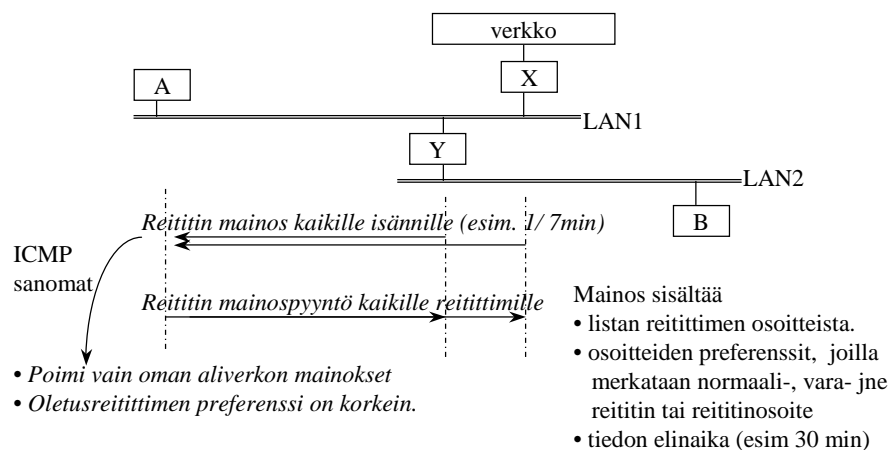 verkko
A
X
LAN1
Y
LAN2
B
Reititin mainos kaikille isännille (esim. 1/ 7min)
ICMP
sanomat
Reititin mainospyyntö kaikille reitittimille
• Poimi vain oman aliverkon mainokset
• Oletusreitittimen preferenssi on korkein.
Mainos sisältää
• listan reitittimen osoitteista.
• osoitteiden preferenssit, joilla
merkataan normaali-, vara- jne
reititin tai reititinosoite
• tiedon elinaika (esim 30 min)